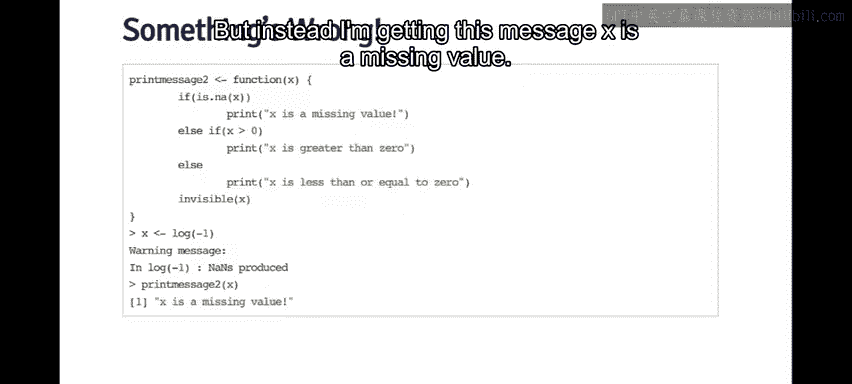 Something's Wrong!
But instead I'm getting this message x is
a missing value.
printmessage2 <- function(x) {
if(is.na(x))
print("x is a missing value!")
else if(x > 0)
print("x is greater than zero")
else
print("x is less than or equal to zero")
invisible(x)
}
> x <- log(-1)
Warning message:
In log(-1) : NaNs produced
> printmessage2(x)
[1] "x is a missing value!"